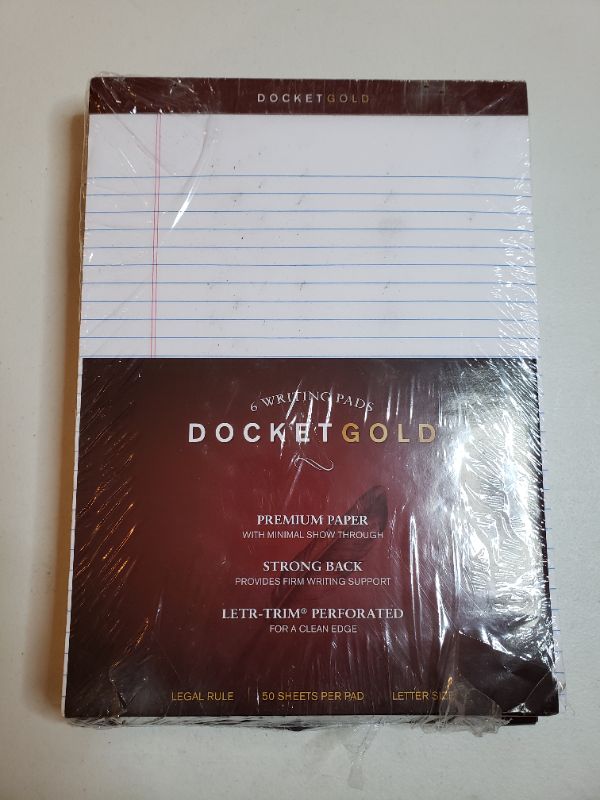 DOCKETGOLD
6 WRITING PADS
DOCKETGOLD
PREMIUM PAPER
WITH MINIMAL SHOW THROUGH
STRONG BACK
PROVIDES FIRM WRITING SUPPORT
LETR-TRIM® PERFORATED
FOR A CLEAN EDGE
LEGAL RULE | 50 SHEETS PER PAD | LETTER SIZE